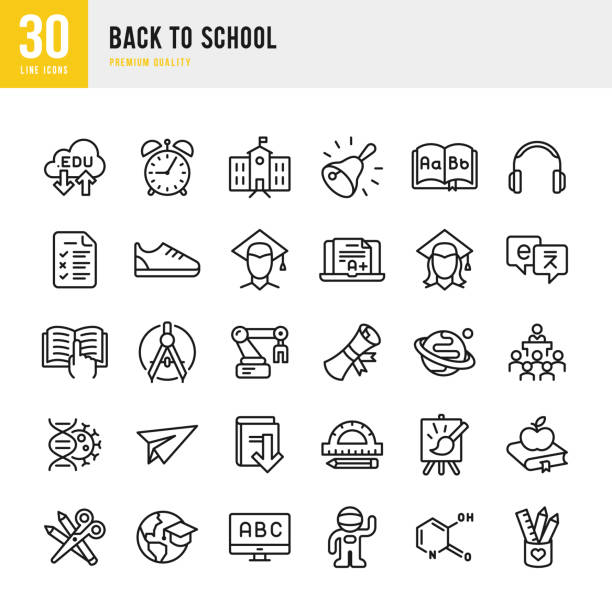 30
LINE ICONS
BACK TO SCHOOL
PREMIUM QUALITY
EDU
Aa Bb
A+
e
ABC
OH
N
O